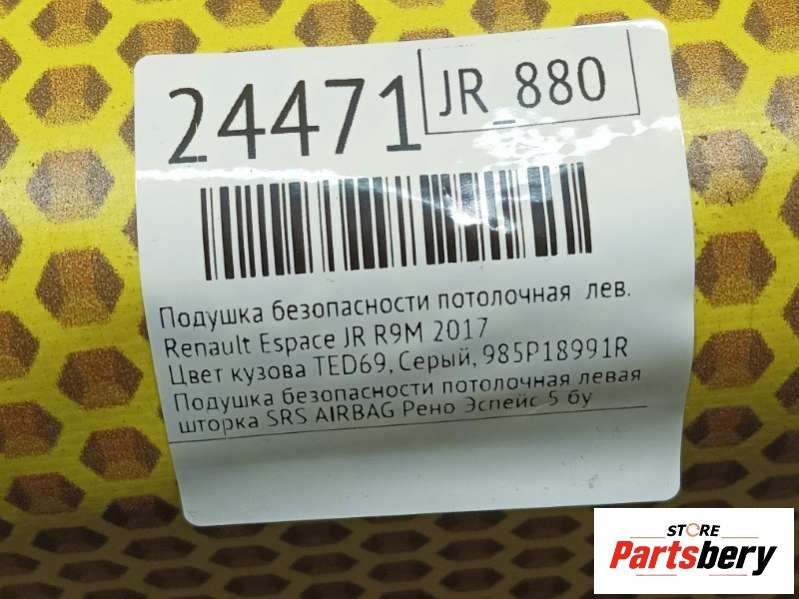 24471
JR_880
Подушка безопасности потолочная лев.
Renault Espace JR R9M 2017
Цвет кузова TED69, Серый, 985P18991R
Подушка безопасности потолочная левая
шторка SRS AIRBAG Рено Эспейс 5 бу
STORE
Partsbery